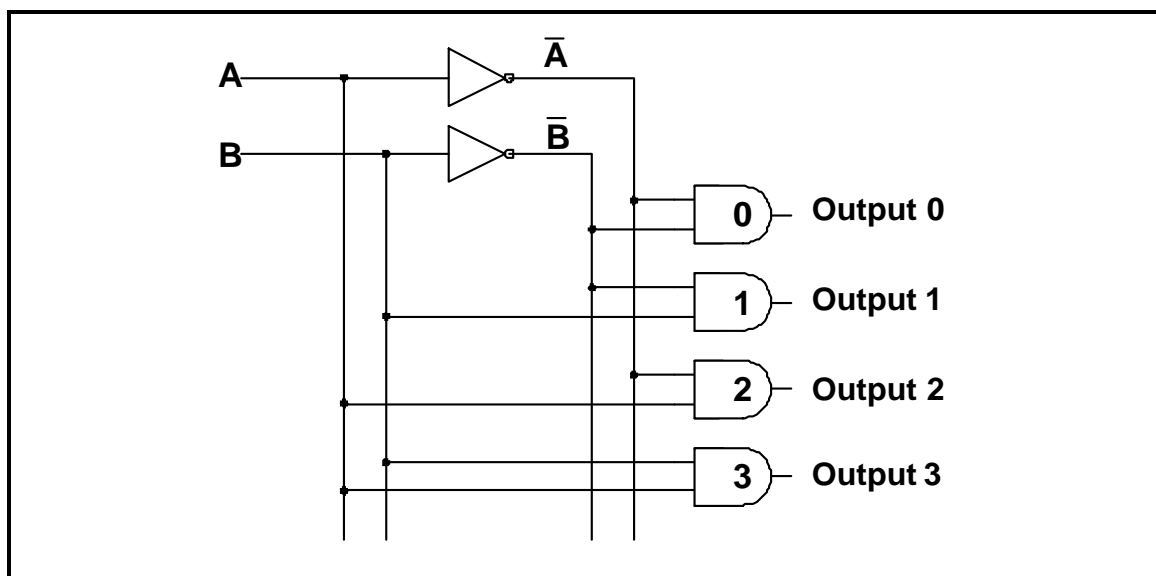 A
A̅
B
B̅
0 Output 0
1 Output 1
2 Output 2
3 Output 3